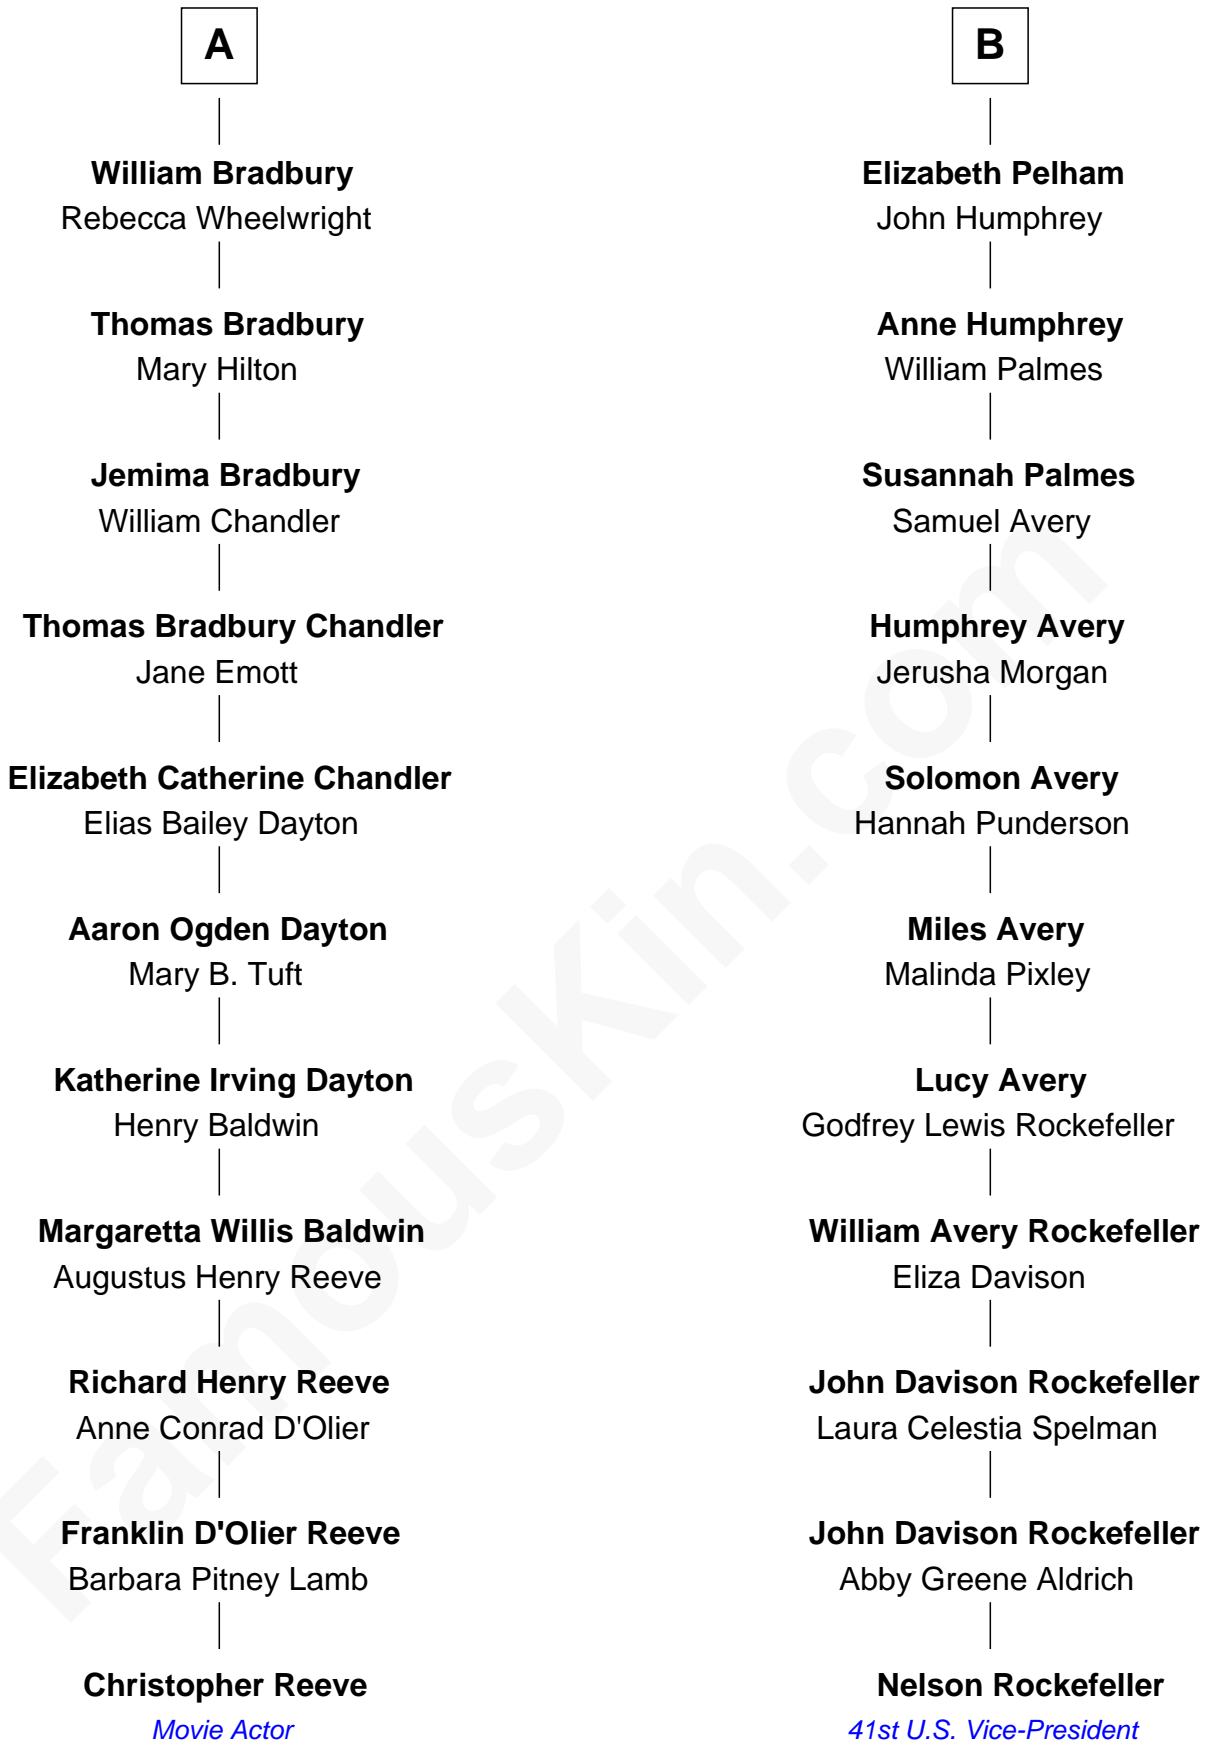 A
William Bradbury
Rebecca Wheelwright
Thomas Bradbury
Mary Hilton
Jemima Bradbury
William Chandler
Thomas Bradbury Chandler
Jane Emott
Elizabeth Catherine Chandler
Elias Bailey Dayton
Aaron Ogden Dayton
Mary B. Tuft
Katherine Irving Dayton
Henry Baldwin
Margaretta Willis Baldwin
Augustus Henry Reeve
Richard Henry Reeve
Anne Conrad D'Olier
Franklin D'Olier Reeve
Barbara Pitney Lamb
Christopher Reeve
Movie Actor
B
Elizabeth Pelham
John Humphrey
Anne Humphrey
William Palmes
Susannah Palmes
Samuel Avery
Humphrey Avery
Jerusha Morgan
Solomon Avery
Hannah Punderson
Miles Avery
Malinda Pixley
Lucy Avery
Godfrey Lewis Rockefeller
William Avery Rockefeller
Eliza Davison
John Davison Rockefeller
Laura Celestia Spelman
John Davison Rockefeller
Abby Greene Aldrich
Nelson Rockefeller
41st U.S. Vice-President
FamousKin.com